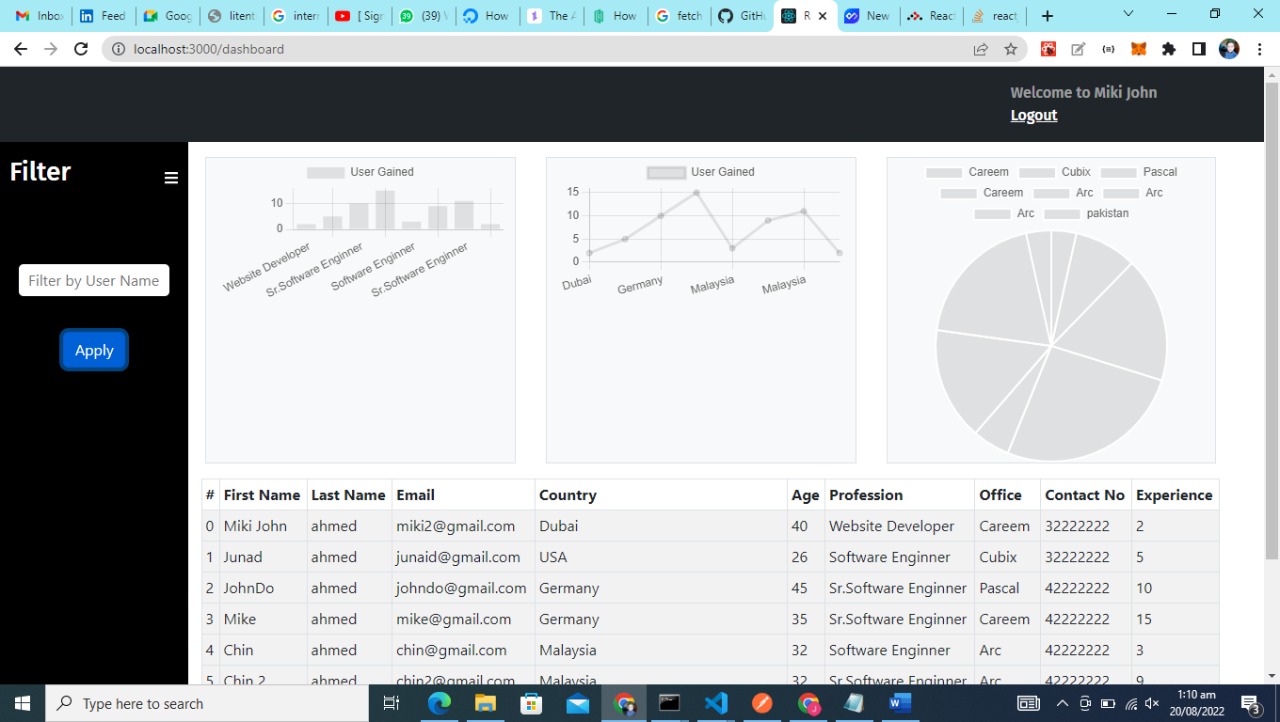 Inbox Feed Goog litent interr [ Sigr (39) V How The A How fetch GitHu R New React react
localhost:3000/dashboard
Welcome to Miki John
Logout
Filter
Filter by User Name
Apply
User Gained
10
0
Website Developer Sr.Software Enginner Software Enginner Sr.Software Enginner
User Gained
15
10
5
0
Dubai Germany Malaysia Malaysia
Careem Cubix Pascal
Careem Arc Arc
Arc pakistan
# First Name Last Name Email Country Age Profession Office Contact No Experience
0 Miki John ahmed miki2@gmail.com Dubai 40 Website Developer Careem 32222222 2
1 Junad ahmed junaid@gmail.com USA 26 Software Enginner Cubix 32222222 5
2 JohnDo ahmed johndo@gmail.com Germany 45 Sr.Software Enginner Pascal 42222222 10
3 Mike ahmed mike@gmail.com Germany 35 Sr.Software Enginner Careem 42222222 15
4 Chin ahmed chin@gmail.com Malaysia 32 Software Enginner Arc 42222222 3
5 Chin 2 ahmed chin2@gmail.com Malaysia 32 Sr.Software Enginner Arc 42222222 9
Type here to search
1:10 am
20/08/2022
3